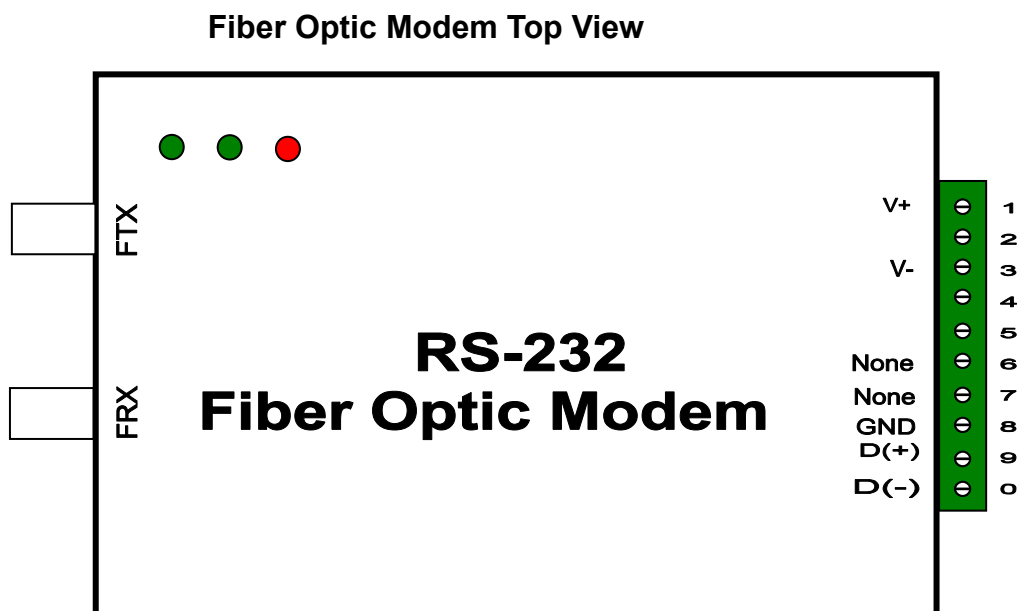 Fiber Optic Modem Top View
FTX
FRX
RS-232
Fiber Optic Modem
V+ 1
2
V- 3
4
5
None 6
None 7
GND 8
D(+) 9
D(-) 0